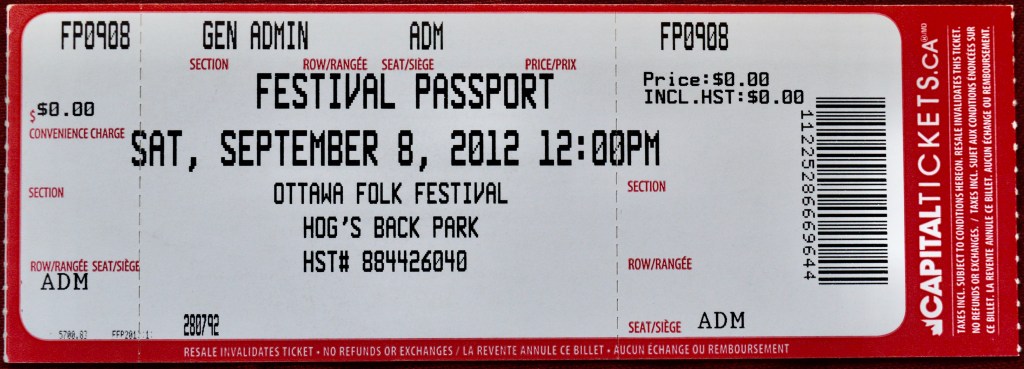 FP0908 GEN ADMIN ADM FP0908
SECTION ROW/RANGÉE SEAT/SIÈGE PRICE/PRIX
FESTIVAL PASSPORT
Price:$0.00
INCL.HST:$0.00
$ $0.00
CONVENIENCE CHARGE
SAT, SEPTEMBER 8, 2012 12:00PM
OTTAWA FOLK FESTIVAL
HOG'S BACK PARK
HST# 884426040
SECTION
ROW/RANGÉE SEAT/SIÈGE
ADM
280792
SECTION
ROW/RANGÉE
SEAT/SIÈGE ADM
1122528666969644
CAPITALTICKETS.CA
TAXES INCL. SUBJECT TO CONDITIONS HEREON. RESALE INVALIDATES THIS TICKET.
NO REFUNDS OR EXCHANGES. / TAXES INCL. SUJET AUX CONDITIONS ÉNONCÉES SUR
CE BILLET. LA REVENTE ANNULE CE BILLET. AUCUN ÉCHANGE OU REMBOURSEMENT.
RESALE INVALIDATES TICKET • NO REFUNDS OR EXCHANGES / LA REVENTE ANNULE CE BILLET • AUCUN ÉCHANGE OU REMBOURSEMENT